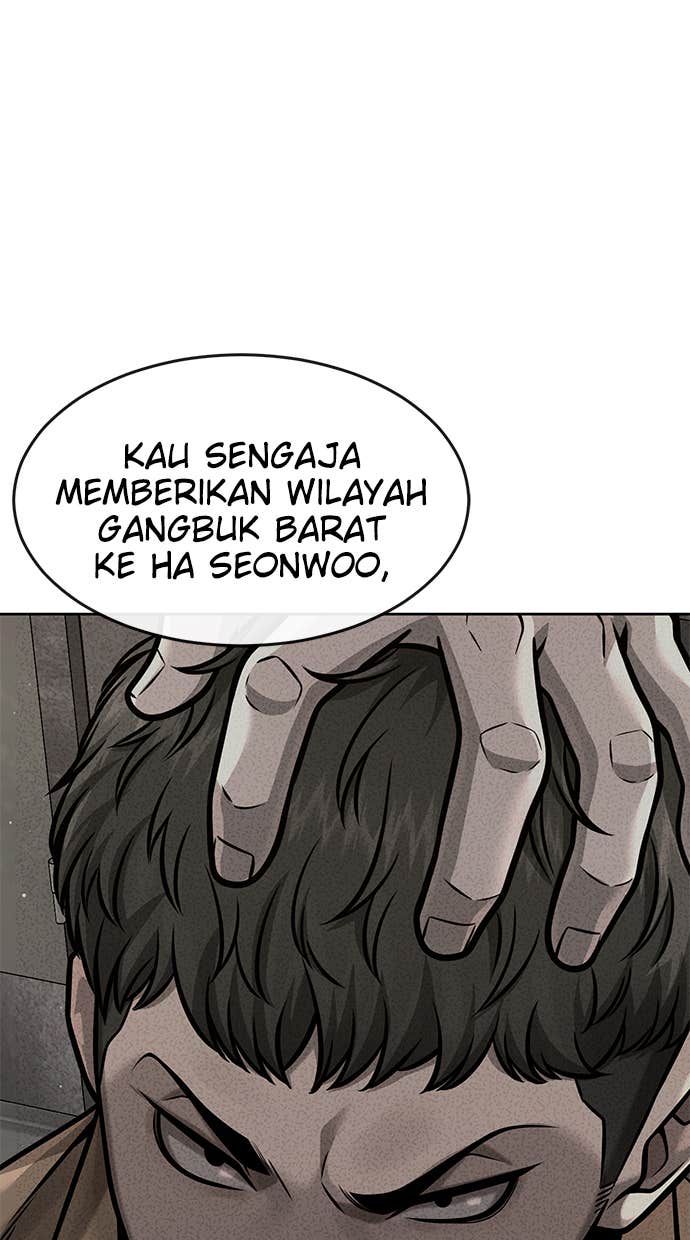 KAU SENGAJA
MEMBERIKAN WILAYAH
GANGBUK BARAT
KE HA SEONWOO,